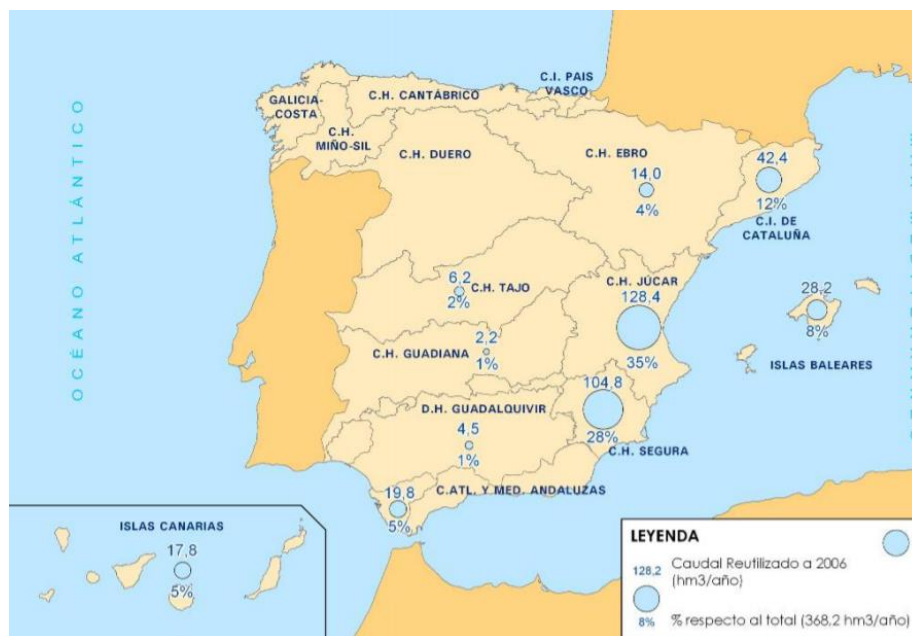 OCÉANO ATLÁNTICO
GALICIA-
COSTA
C.H. CANTÁBRICO
C.I. PAIS
VASCO
C.H.
MIÑO-SIL
C.H. DUERO
C.H. EBRO
14,0
4%
42,4
12%
C.I. DE
CATALUÑA
6,2
C.H. TAJO
2%
C.H. JÚCAR
128,4
35%
28,2
8%
ISLAS BALEARES
2,2
C.H. GUADIANA
1%
104,8
28%
C.H. SEGURA
D.H. GUADALQUIVIR
4,5
1%
19,8
C.ATL. Y MED. ANDALUZAS
5%
ISLAS CANARIAS
17,8
5%
LEYENDA
128,2 Caudal Reutilizado a 2006
(hm3/año)
8% % respecto al total (368,2 hm3/año)